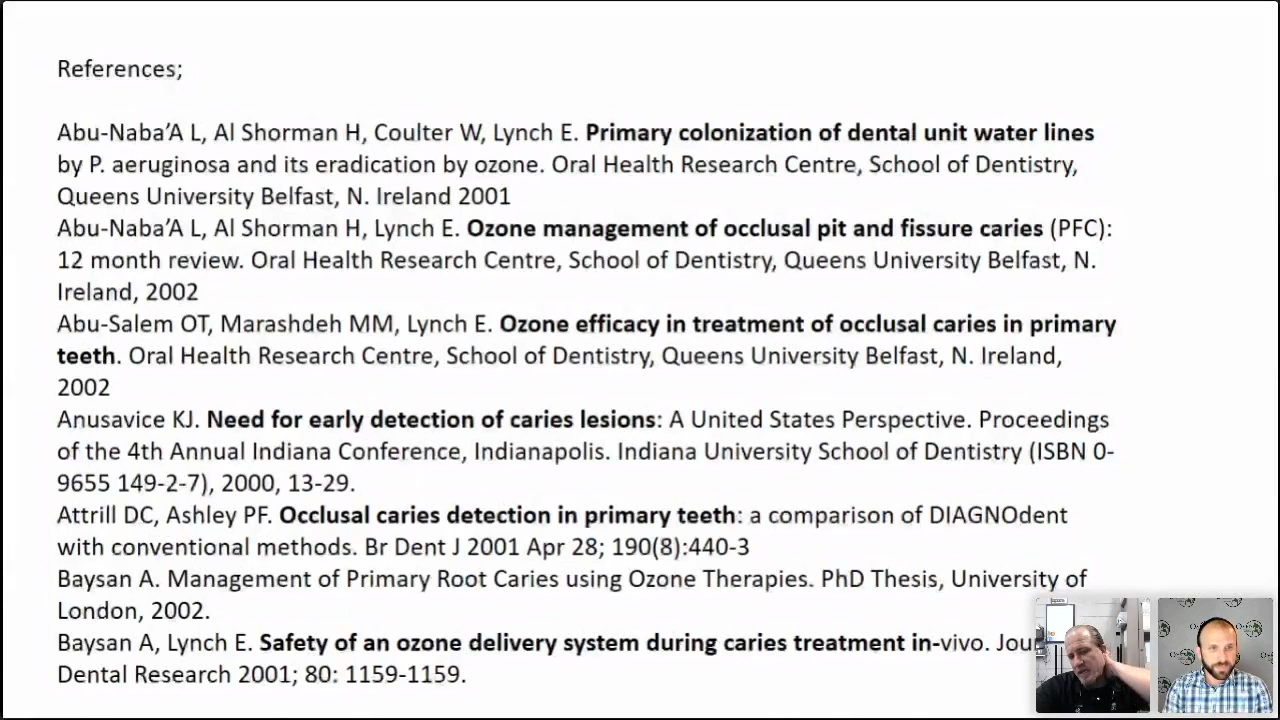 References;
Abu-Naba’A L, Al Shorman H, Coulter W, Lynch E. Primary colonization of dental unit water lines
by P. aeruginosa and its eradication by ozone. Oral Health Research Centre, School of Dentistry,
Queens University Belfast, N. Ireland 2001
Abu-Naba’A L, Al Shorman H, Lynch E. Ozone management of occlusal pit and fissure caries (PFC):
12 month review. Oral Health Research Centre, School of Dentistry, Queens University Belfast, N.
Ireland, 2002
Abu-Salem OT, Marashdeh MM, Lynch E. Ozone efficacy in treatment of occlusal caries in primary
teeth. Oral Health Research Centre, School of Dentistry, Queens University Belfast, N. Ireland,
2002
Anusavice KJ. Need for early detection of caries lesions: A United States Perspective. Proceedings
of the 4th Annual Indiana Conference, Indianapolis. Indiana University School of Dentistry (ISBN 0-
9655 149-2-7), 2000, 13-29.
Attrill DC, Ashley PF. Occlusal caries detection in primary teeth: a comparison of DIAGNOdent
with conventional methods. Br Dent J 2001 Apr 28; 190(8):440-3
Baysan A. Management of Primary Root Caries using Ozone Therapies. PhD Thesis, University of
London, 2002.
Baysan A, Lynch E. Safety of an ozone delivery system during caries treatment in-vivo.
Dental Research 2001; 80: 1159-1159.